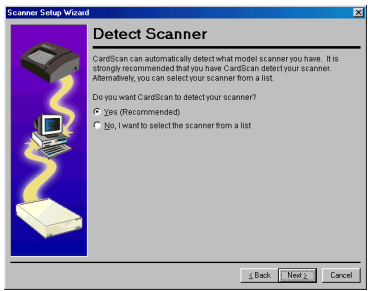 Scanner Setup Wizard
Detect Scanner
CardScan can automatically detect what model scanner you have. It is
strongly recommended that you have CardScan detect your scanner.
Alternatively, you can select your scanner from a list.
Do you want CardScan to detect your scanner?
Yes (Recommended)
No, I want to select the scanner from a list
< Back Next > Cancel